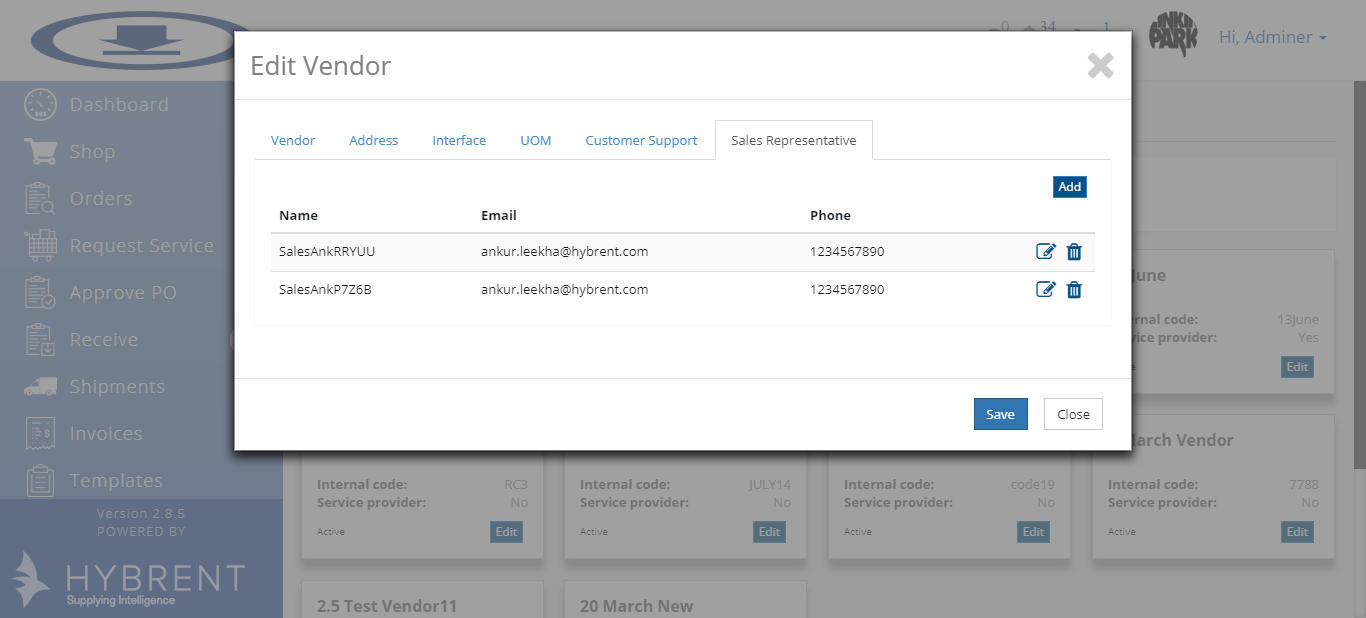 0 34 1
LINKIN PARK
Hi, Adminer
Edit Vendor
Dashboard
Shop
Orders
Request Service
Approve PO
Receive
Shipments
Invoices
Templates
Version 2.8.5
POWERED BY
HYBRENT
Supplying Intelligence
Vendor Address Interface UOM Customer Support Sales Representative
Add
Name Email Phone
SalesAnkRRYUU ankur.leekha@hybrent.com 1234567890
SalesAnkP7Z6B ankur.leekha@hybrent.com 1234567890
Save Close
June
rnal code: 13June
vice provider: Yes
Edit
arch Vendor
Internal code: RC3
Service provider: No
Active Edit
Internal code: JULY14
Service provider: No
Active Edit
Internal code: code19
Service provider: No
Active Edit
Internal code: 7788
Service provider: No
Active Edit
2.5 Test Vendor11
20 March New